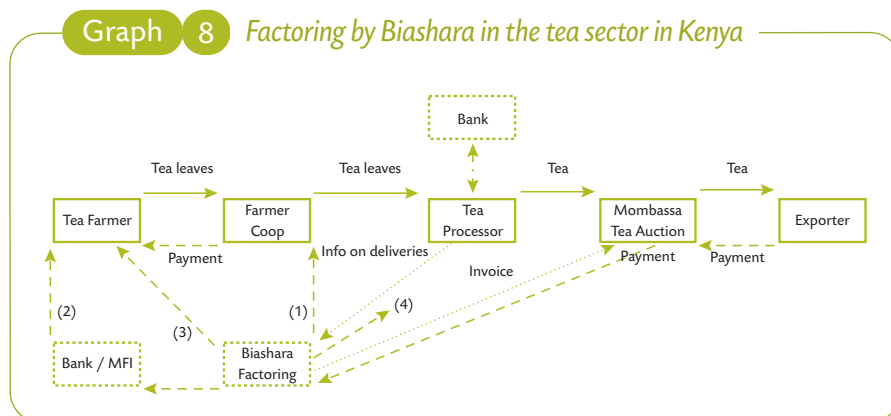 Graph 8 Factoring by Biashara in the tea sector in Kenya
Bank
Tea leaves
Tea leaves
Tea
Tea
Tea Farmer
Farmer
Coop
Tea
Processor
Mombassa
Tea Auction
Exporter
Payment
Info on deliveries
Invoice
Payment
Payment
(2)
(3)
(1)
(4)
Bank / MFI
Biashara
Factoring